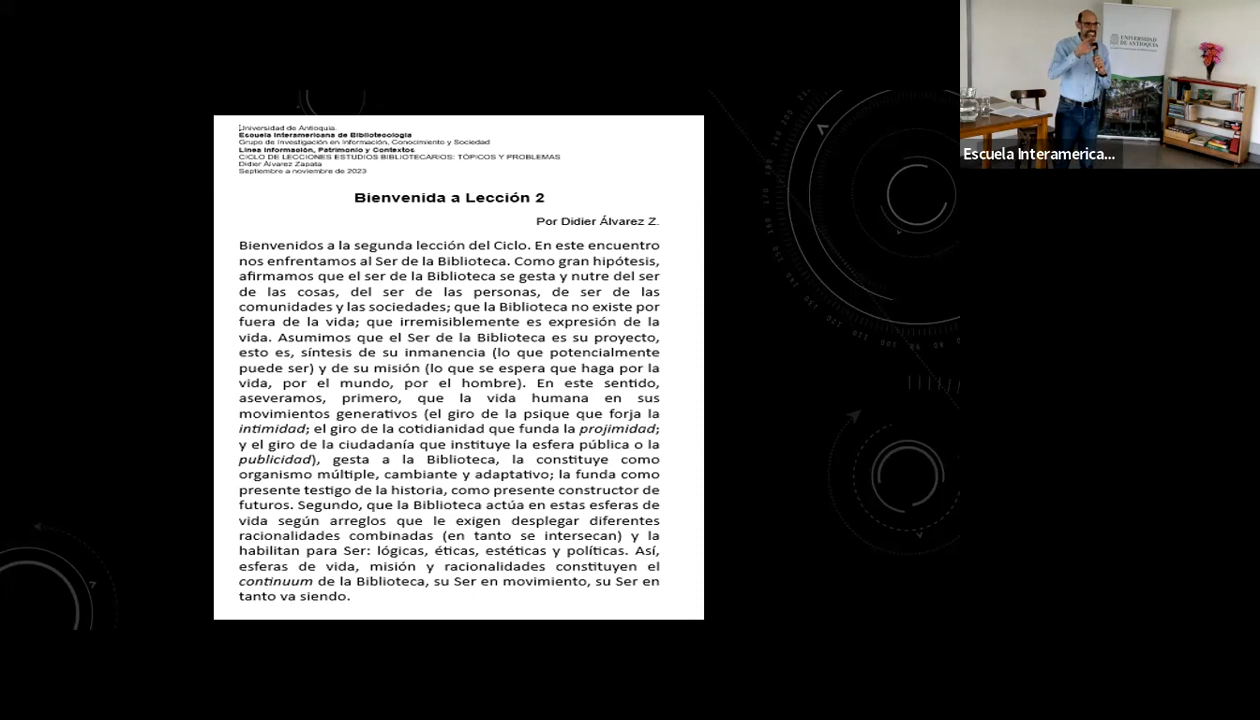 Universidad de Antioquia.
Escuela Interamericana de Bibliotecología
Grupo de Investigación en Información, Conocimiento y Sociedad
Línea Información, Patrimonio y Contextos
CICLO DE LECCIONES ESTUDIOS BIBLIOTECARIOS: TÓPICOS Y PROBLEMAS
Didier Álvarez Zapata
Septiembre a noviembre de 2023
Bienvenida a Lección 2
Por Didier Álvarez Z.
Bienvenidos a la segunda lección del Ciclo. En este encuentro
nos enfrentamos al Ser de la Biblioteca. Como gran hipótesis,
afirmamos que el ser de la Biblioteca se gesta y nutre del ser
de las cosas, del ser de las personas, de ser de las
comunidades y las sociedades; que la Biblioteca no existe por
fuera de la vida; que irremisiblemente es expresión de la
vida. Asumimos que el Ser de la Biblioteca es su proyecto,
esto es, síntesis de su inmanencia (lo que potencialmente
puede ser) y de su misión (lo que se espera que haga por la
vida, por el mundo, por el hombre). En este sentido,
aseveramos, primero, que la vida humana en sus
movimientos generativos (el giro de la psique que forja la
intimidad; el giro de la cotidianidad que funda la projimidad;
y el giro de la ciudadanía que instituye la esfera pública o la
publicidad), gesta a la Biblioteca, la constituye como
organismo múltiple, cambiante y adaptativo; la funda como
presente testigo de la historia, como presente constructor de
futuros. Segundo, que la Biblioteca actúa en estas esferas de
vida según arreglos que le exigen desplegar diferentes
racionalidades combinadas (en tanto se intersecan) y la
habilitan para Ser: lógicas, éticas, estéticas y políticas. Así,
esferas de vida, misión y racionalidades constituyen el
continuum de la Biblioteca, su Ser en movimiento, su Ser en
tanto va siendo.
UNIVERSIDAD
DE ANTIOQUIA
Escuela Interamerica...